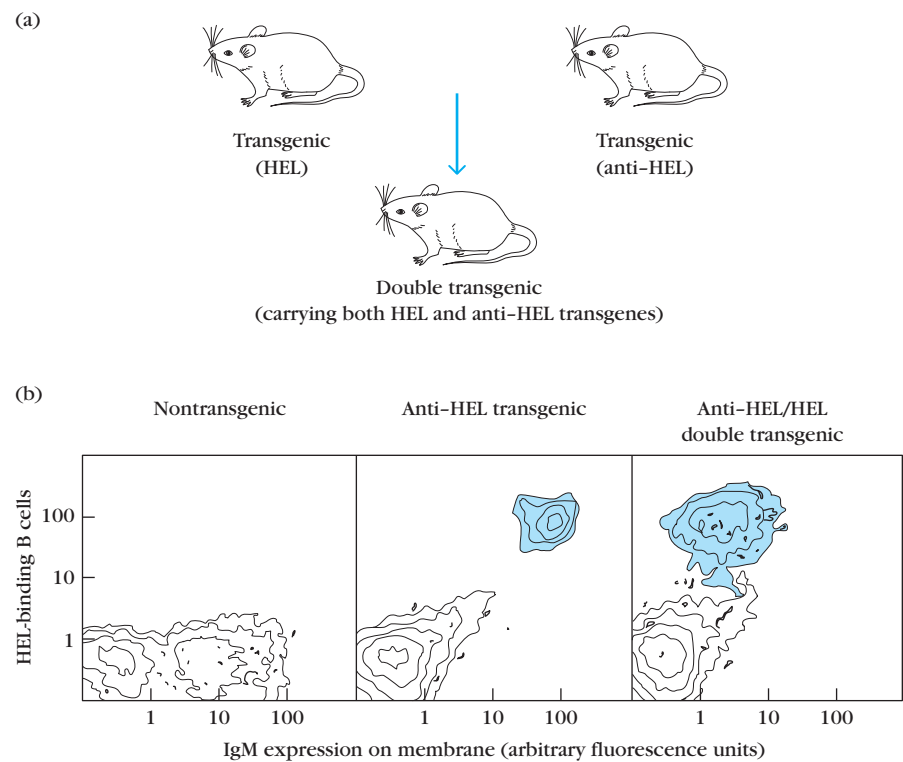 (a)
Transgenic
(HEL)
Transgenic
(anti–HEL)
Double transgenic
(carrying both HEL and anti–HEL transgenes)
(b)
Nontransgenic
Anti–HEL transgenic
Anti–HEL/HEL
double transgenic
HEL-binding B cells
100
10
1
1 10 100
1 10 100
1 10 100
IgM expression on membrane (arbitrary fluorescence units)